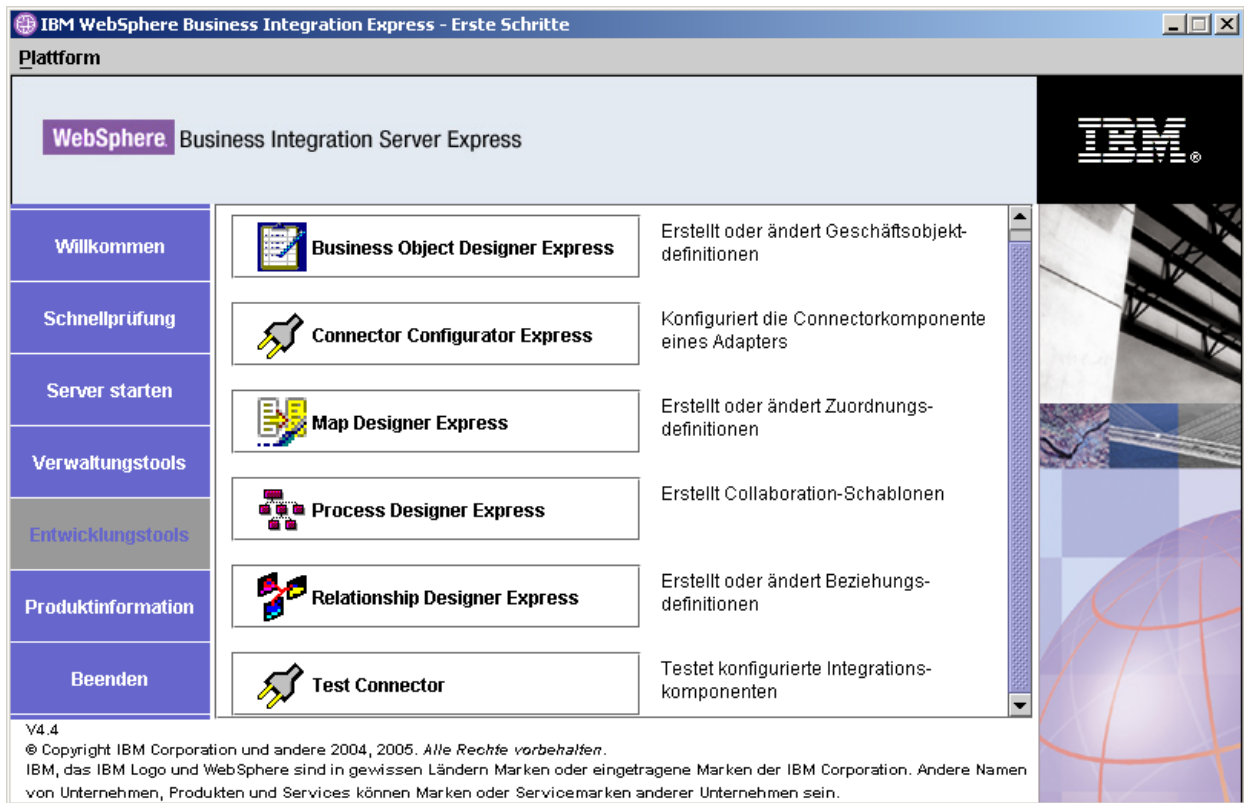 IBM WebSphere Business Integration Express - Erste Schritte
Plattform
WebSphere. Business Integration Server Express
IBM®
Willkommen
Schnellprüfung
Server starten
Verwaltungstools
Entwicklungstools
Produktinformation
Beenden
Business Object Designer Express
Erstellt oder ändert Geschäftsobjekt-
definitionen
Connector Configurator Express
Konfiguriert die Connectorkomponente
eines Adapters
Map Designer Express
Erstellt oder ändert Zuordnungs-
definitionen
Process Designer Express
Erstellt Collaboration-Schablonen
Relationship Designer Express
Erstellt oder ändert Beziehungs-
definitionen
Test Connector
Testet konfigurierte Integrations-
komponenten
V4.4
© Copyright IBM Corporation und andere 2004, 2005. Alle Rechte vorbehalten.
IBM, das IBM Logo und WebSphere sind in gewissen Ländern Marken oder eingetragene Marken der IBM Corporation. Andere Namen
von Unternehmen, Produkten und Services können Marken oder Servicemarken anderer Unternehmen sein.